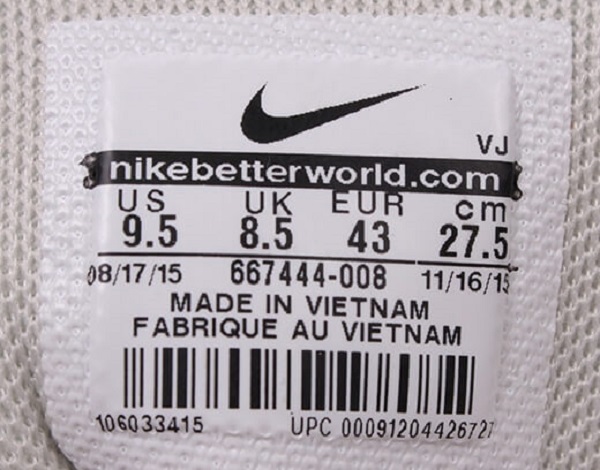 VJ
nikebetterworld.com
US UK EUR cm
9.5 8.5 43 27.5
08/17/15 667444-008 11/16/15
MADE IN VIETNAM
FABRIQUE AU VIETNAM
106033415 UPC 00091204426727